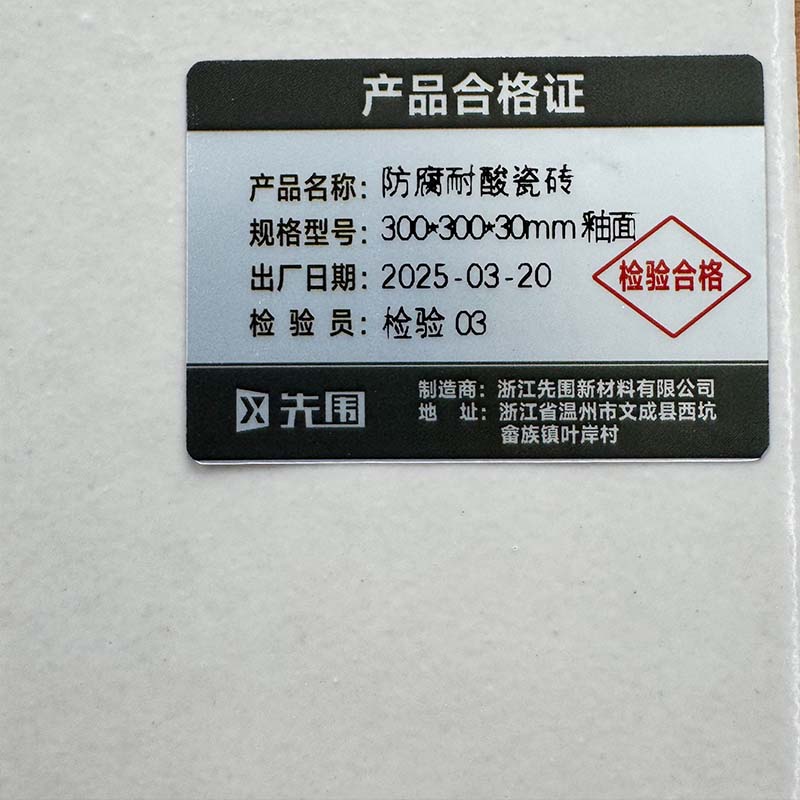 产品合格证
产品名称：防腐耐酸瓷砖
规格型号：300*300*30mm 釉面
出厂日期：2025-03-20
检验员：检验 03
检验合格
先围
制造商：浙江先围新材料有限公司
地址：浙江省温州市文成县西坑
畲族镇叶岸村